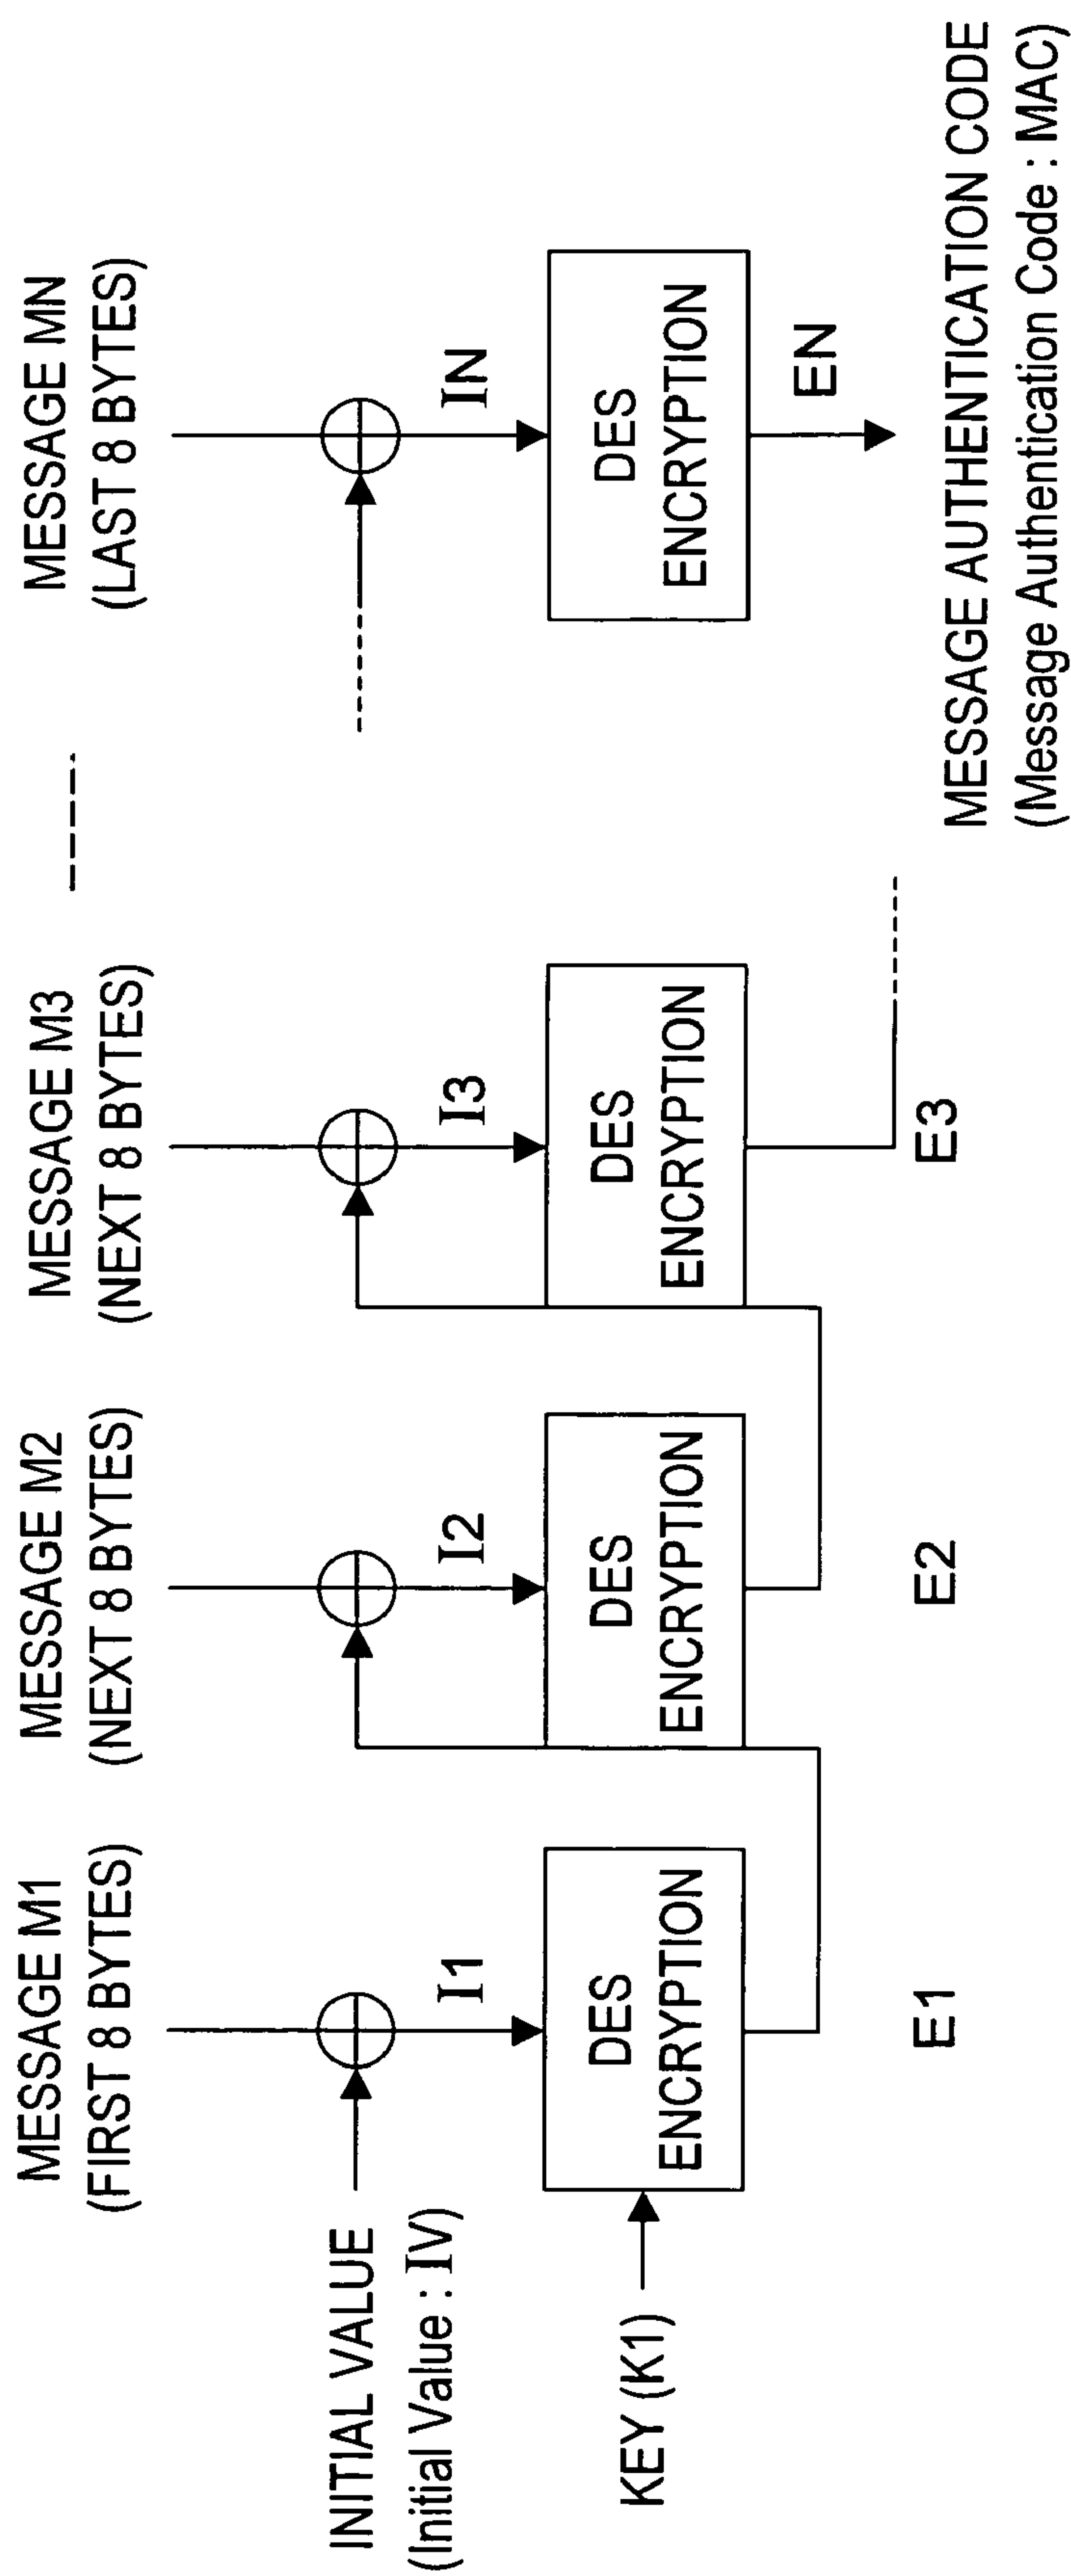 MESSAGE M1
(FIRST 8 BYTES)
MESSAGE M2
(NEXT 8 BYTES)
MESSAGE M3
(NEXT 8 BYTES)
MESSAGE MN
(LAST 8 BYTES)
INITIAL VALUE
(Initial Value : IV)
I1
I2
I3
IN
KEY (K1)
DES
ENCRYPTION
DES
ENCRYPTION
DES
ENCRYPTION
DES
ENCRYPTION
E1
E2
E3
EN
MESSAGE AUTHENTICATION CODE
(Message Authentication Code : MAC)